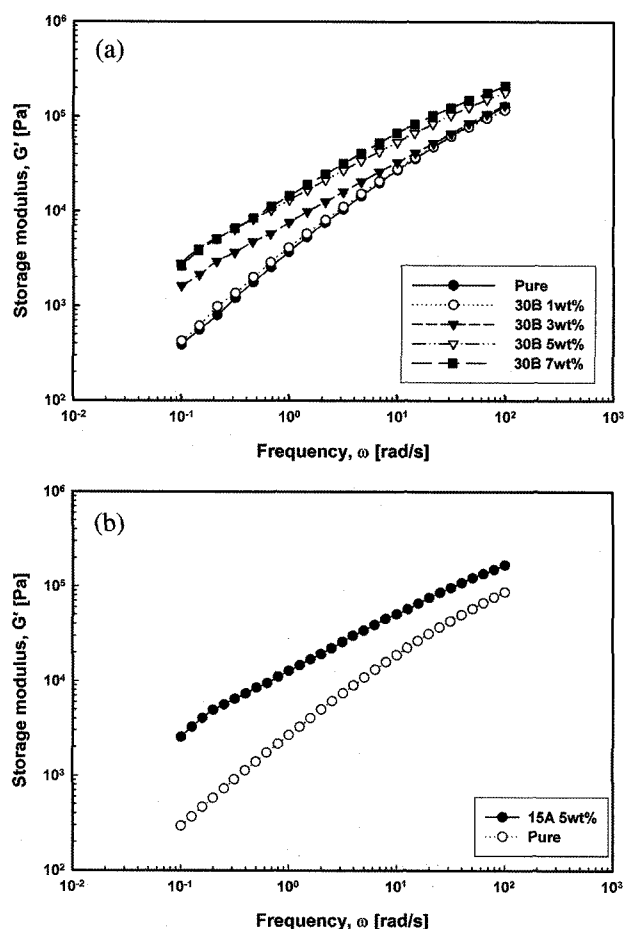 (a)
Storage modulus, G' [Pa]
10⁶
10⁵
10⁴
10³
10²
Pure
30B 1wt%
30B 3wt%
30B 5wt%
30B 7wt%
10⁻² 10⁻¹ 10⁰ 10¹ 10² 10³
Frequency, ω [rad/s]
(b)
Storage modulus, G' [Pa]
10⁶
10⁵
10⁴
10³
10²
15A 5wt%
Pure
10⁻² 10⁻¹ 10⁰ 10¹ 10² 10³
Frequency, ω [rad/s]